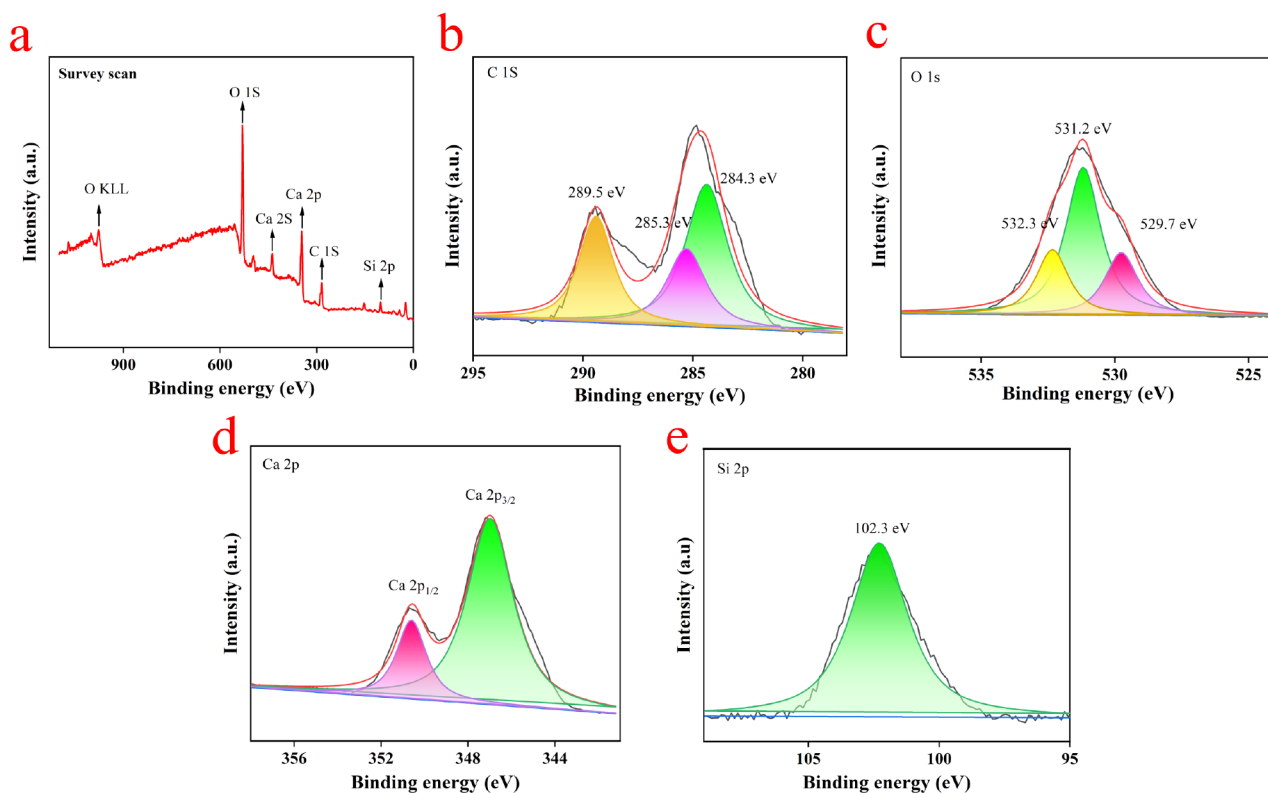 a
Survey scan
O 1S
O KLL
Ca 2p
Ca 2S
C 1S
Si 2p
Intensity (a.u.)
900
600
300
0
Binding energy (eV)
b
C 1S
289.5 eV
284.3 eV
285.3 eV
Intensity (a.u.)
295
290
285
280
Binding energy (eV)
c
O 1s
531.2 eV
532.3 eV
529.7 eV
Intensity (a.u.)
535
530
525
Binding energy (eV)
d
Ca 2p
Ca 2p3/2
Ca 2p1/2
Intensity (a.u.)
356
352
348
344
Binding energy (eV)
e
Si 2p
102.3 eV
Intensity (a.u)
105
100
95
Binding energy (eV)